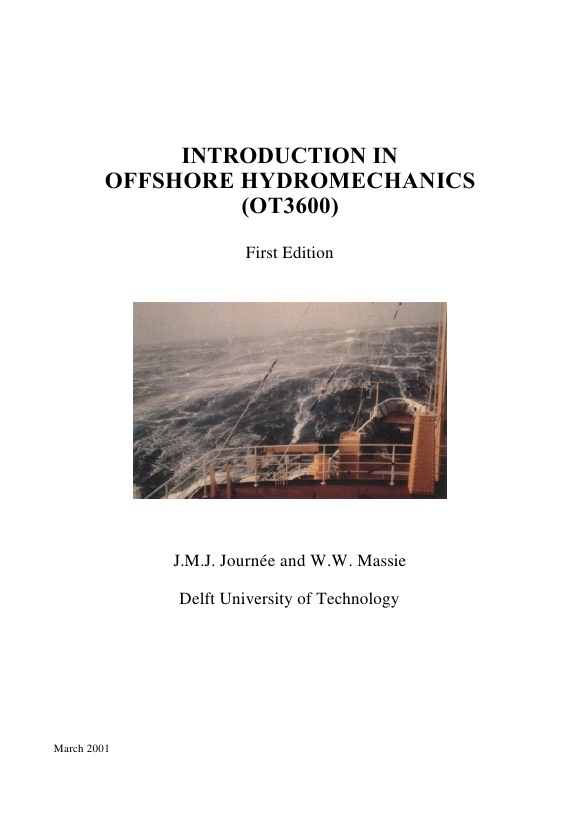 INTRODUCTION IN
OFFSHORE HYDROMECHANICS
(OT3600)
First Edition
J.M.J. Journée and W.W. Massie
Delft University of Technology
March 2001